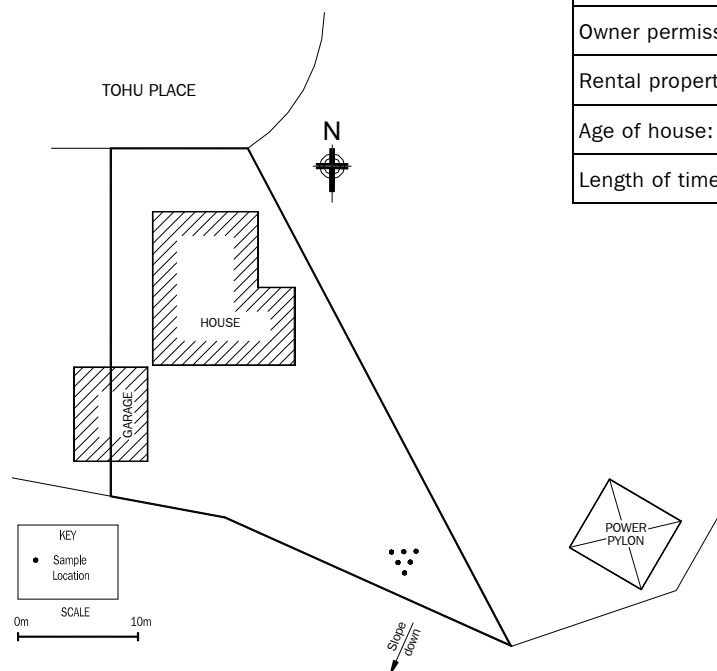 Owner permiss
Rental propert
Age of house:
Length of time
TOHU PLACE
N
HOUSE
GARAGE
POWER
PYLON
KEY
Sample
Location
SCALE
0m 10m
Slope
down